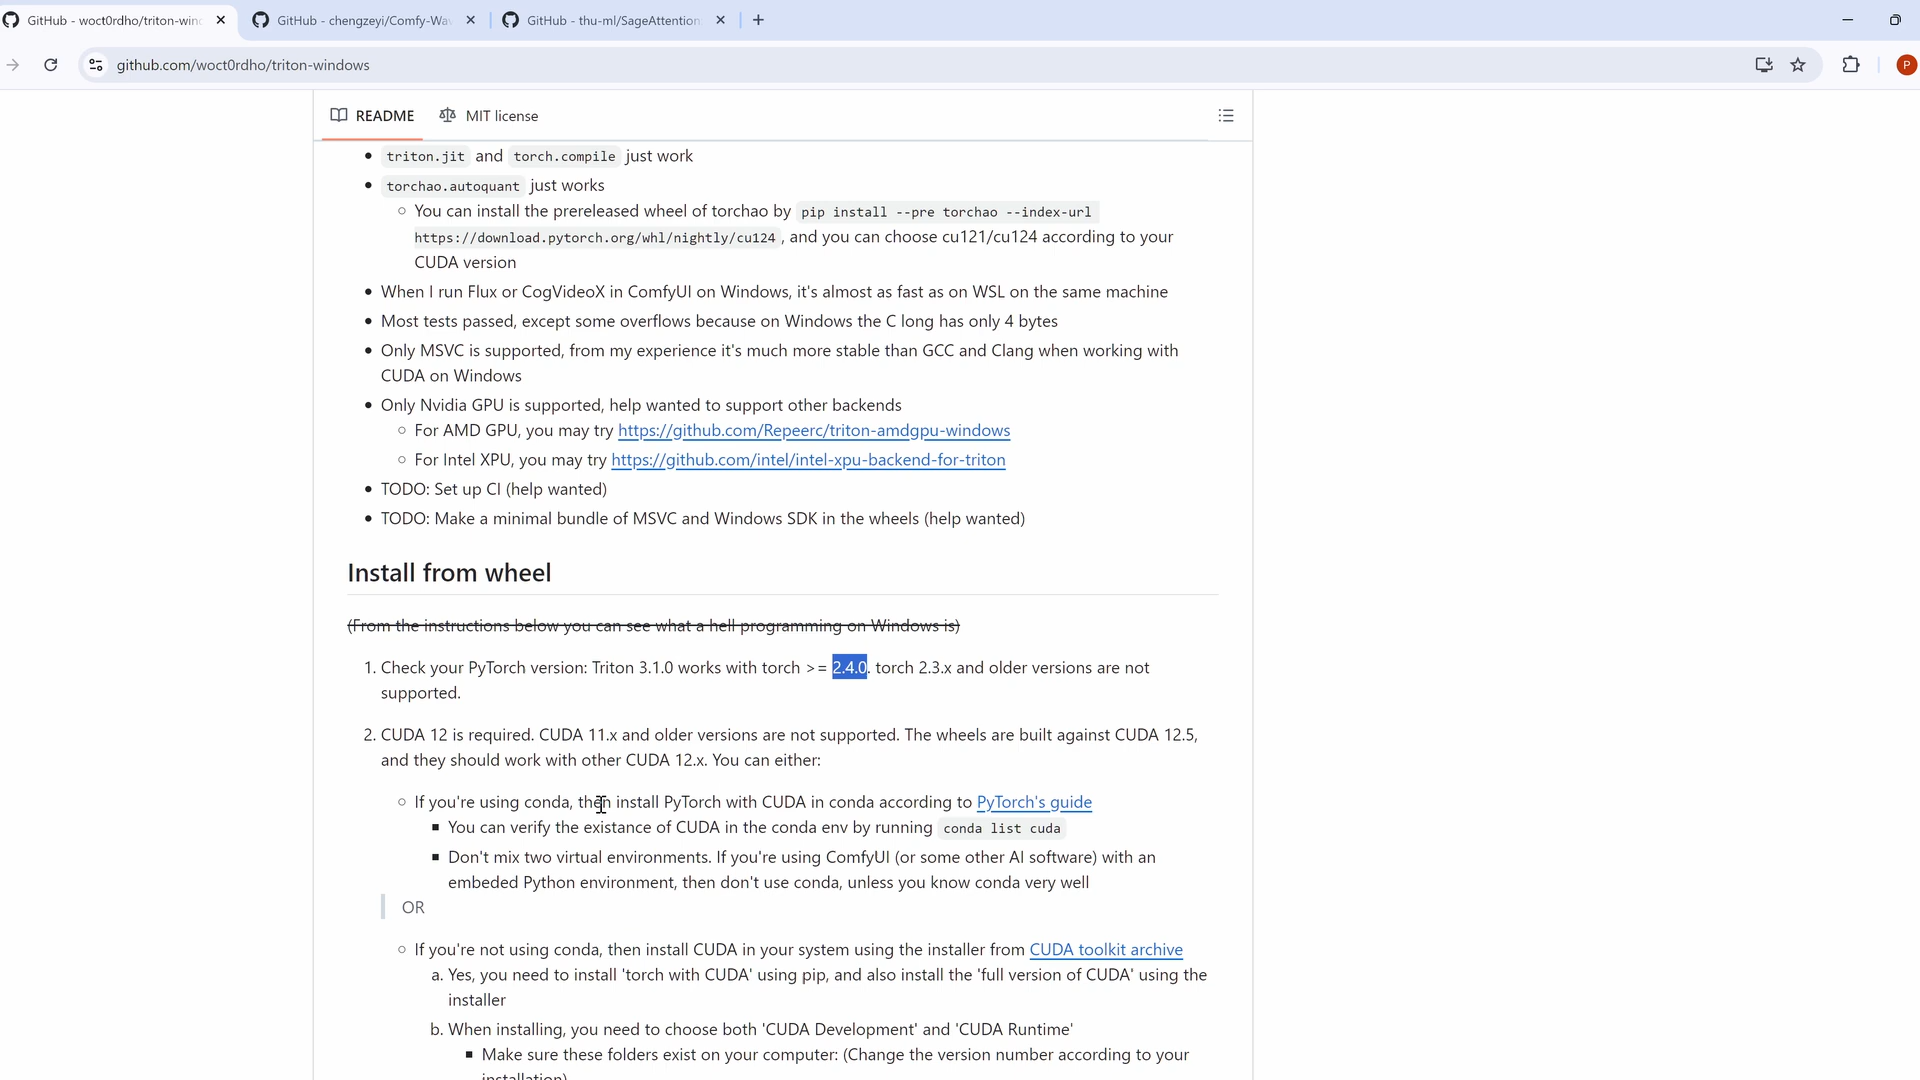 GitHub - woct0rdho/triton-win
GitHub - chengzeyi/Comfy-Wa
GitHub - thu-ml/SageAttention
github.com/woct0rdho/triton-windows
P
README
MIT license
triton.jit and torch.compile just work
torchao.autoquant just works
You can install the prereleased wheel of torchao by pip install --pre torchao --index-url
https://download.pytorch.org/whl/nightly/cu124 , and you can choose cu121/cu124 according to your
CUDA version
When I run Flux or CogVideoX in ComfyUI on Windows, it's almost as fast as on WSL on the same machine
Most tests passed, except some overflows because on Windows the C long has only 4 bytes
Only MSVC is supported, from my experience it's much more stable than GCC and Clang when working with
CUDA on Windows
Only Nvidia GPU is supported, help wanted to support other backends
For AMD GPU, you may try https://github.com/Repeerc/triton-amdgpu-windows
For Intel XPU, you may try https://github.com/intel/intel-xpu-backend-for-triton
TODO: Set up CI (help wanted)
TODO: Make a minimal bundle of MSVC and Windows SDK in the wheels (help wanted)
Install from wheel
(From the instructions below you can see what a hell programming on Windows is)
1. Check your PyTorch version: Triton 3.1.0 works with torch >= 2.4.0. torch 2.3.x and older versions are not
supported.
2. CUDA 12 is required. CUDA 11.x and older versions are not supported. The wheels are built against CUDA 12.5,
and they should work with other CUDA 12.x. You can either:
If you're using conda, then install PyTorch with CUDA in conda according to PyTorch's guide
You can verify the existance of CUDA in the conda env by running conda list cuda
Don't mix two virtual environments. If you're using ComfyUI (or some other AI software) with an
embeded Python environment, then don't use conda, unless you know conda very well
OR
If you're not using conda, then install CUDA in your system using the installer from CUDA toolkit archive
a. Yes, you need to install 'torch with CUDA' using pip, and also install the 'full version of CUDA' using the
installer
b. When installing, you need to choose both 'CUDA Development' and 'CUDA Runtime'
Make sure these folders exist on your computer: (Change the version number according to your
installation)